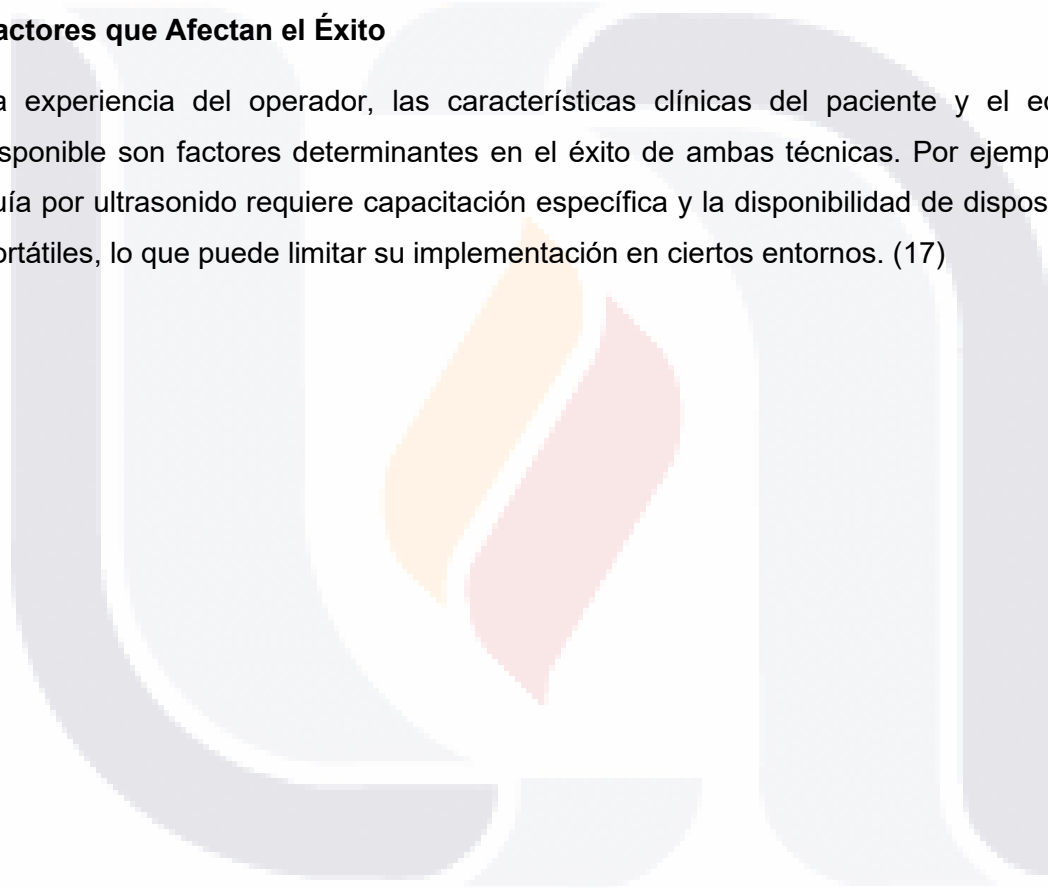 actores que Afectan el Éxito
a experiencia del operador, las características clínicas del paciente y el
sponible son factores determinantes en el éxito de ambas técnicas. Por ejemp
uía por ultrasonido requiere capacitación específica y la disponibilidad de dispos
ortátiles, lo que puede limitar su implementación en ciertos entornos. (17)